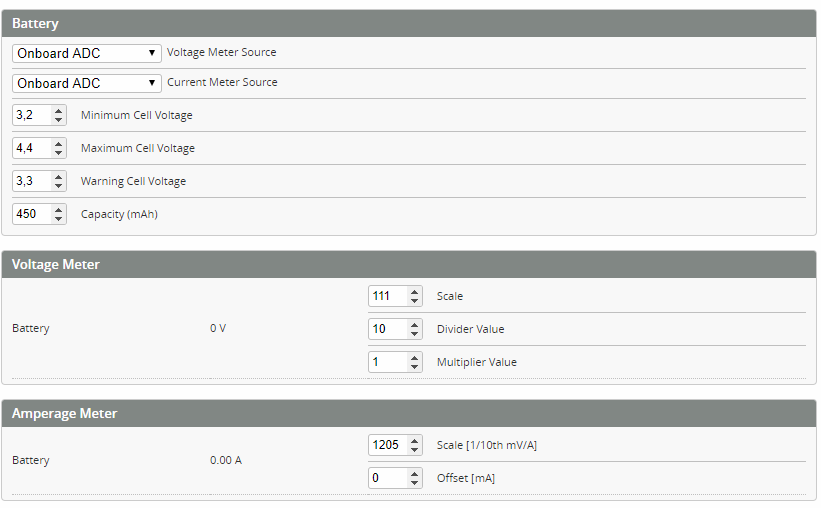 Battery
Onboard ADC Voltage Meter Source
Onboard ADC Current Meter Source
3,2 Minimum Cell Voltage
4,4 Maximum Cell Voltage
3,3 Warning Cell Voltage
450 Capacity (mAh)
Voltage Meter
111 Scale
Battery 0 V 10 Divider Value
1 Multiplier Value
Amperage Meter
1205 Scale [1/10th mV/A]
Battery 0.00 A
0 Offset [mA]